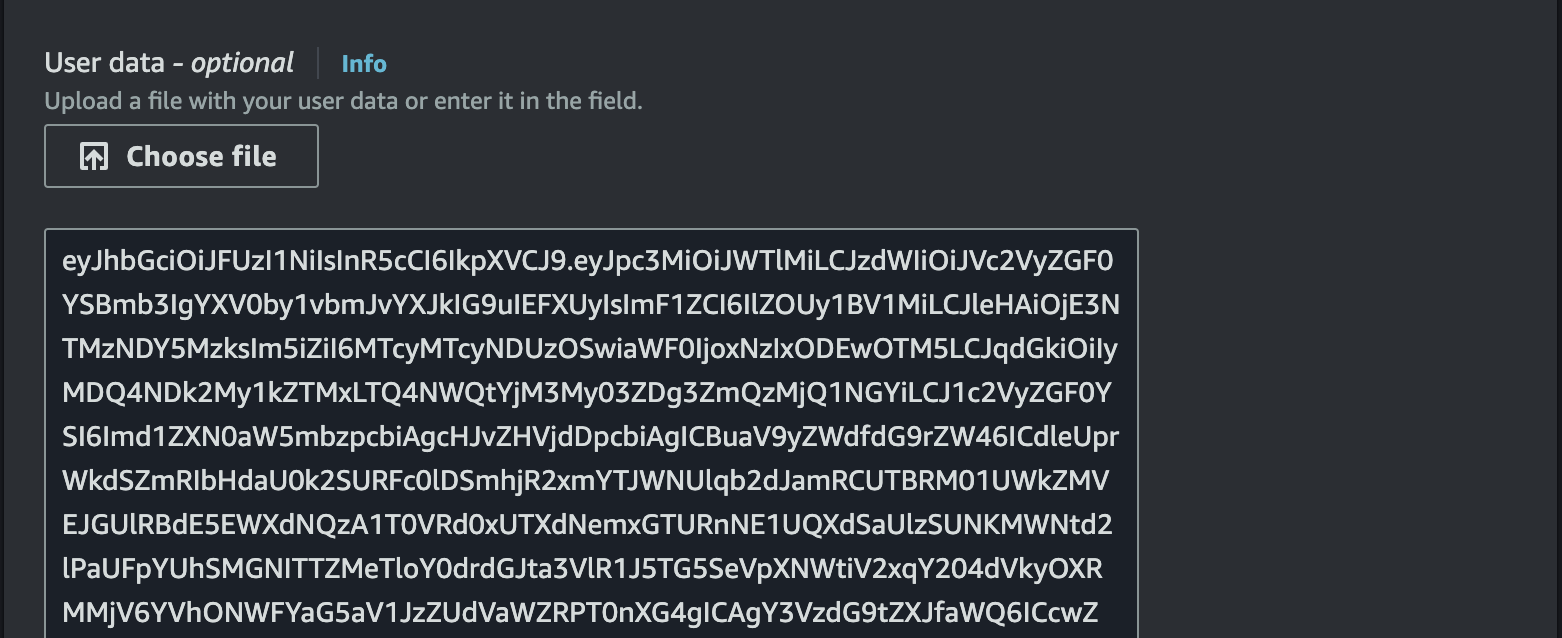 User data - optional
Info
Upload a file with your user data or enter it in the field.
Choose file
eyJhbGciOiJFUzI1NiIsInR5cCI6IkpXVCJ9.eyJpc3MiOiJWTlMiLCJzdWIiOiJVc2VyZGF0
YSBmb3IgYXV0by1vbmJvYXJkIG9uIEFXUyIsImF1ZCI6IlZOUy1BV1MiLCJleHAiOjE3N
TMzNDY5MzksIm5iZiI6MTcyMTcyNDUzOSwiaWF0IjoxNzIxODEwOTM5LCJqdGkiOiIy
MDQ4NDk2My1kZTMxLTQ4NWQtYjM3My03ZDg3ZmQzMjQ1NGYiLCJ1c2VyZGF0Y
SI6Imd1ZXN0aW5mbzpcbiAgcHJvZHVjdDpcbiAgICBuaV9yZWdfdG9rZW46ICdleUpr
WkdSZmRIbHdaU0k2SURFc0lDSmhjR2xmYTJWNUlqb2dJamRCUTBRM01UWkZMV
EJGUlRBdE5EWXdNQzA1T0VRd0xUTXdNemxGTURnNE1UQXdSaUlzSUNKMWNtd2
lPaUFpYUhSMGNITTZMeTloY0drdGJta3VlR1J5TG5SeVpXNWtiV2xqY204dVkyOXR
MMjV6YVhONWFYaG5aV1JzZUdVaWZRPT0nXG4gICAgY3VzdG9tZXJfaWQ6ICcwZ